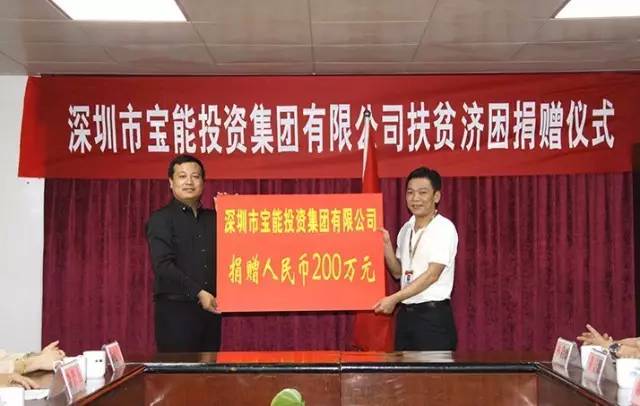 深圳市宝能投资集团有限公司扶贫济困捐赠仪式
深圳市宝能投资集团有限公司
捐赠人民币200万元